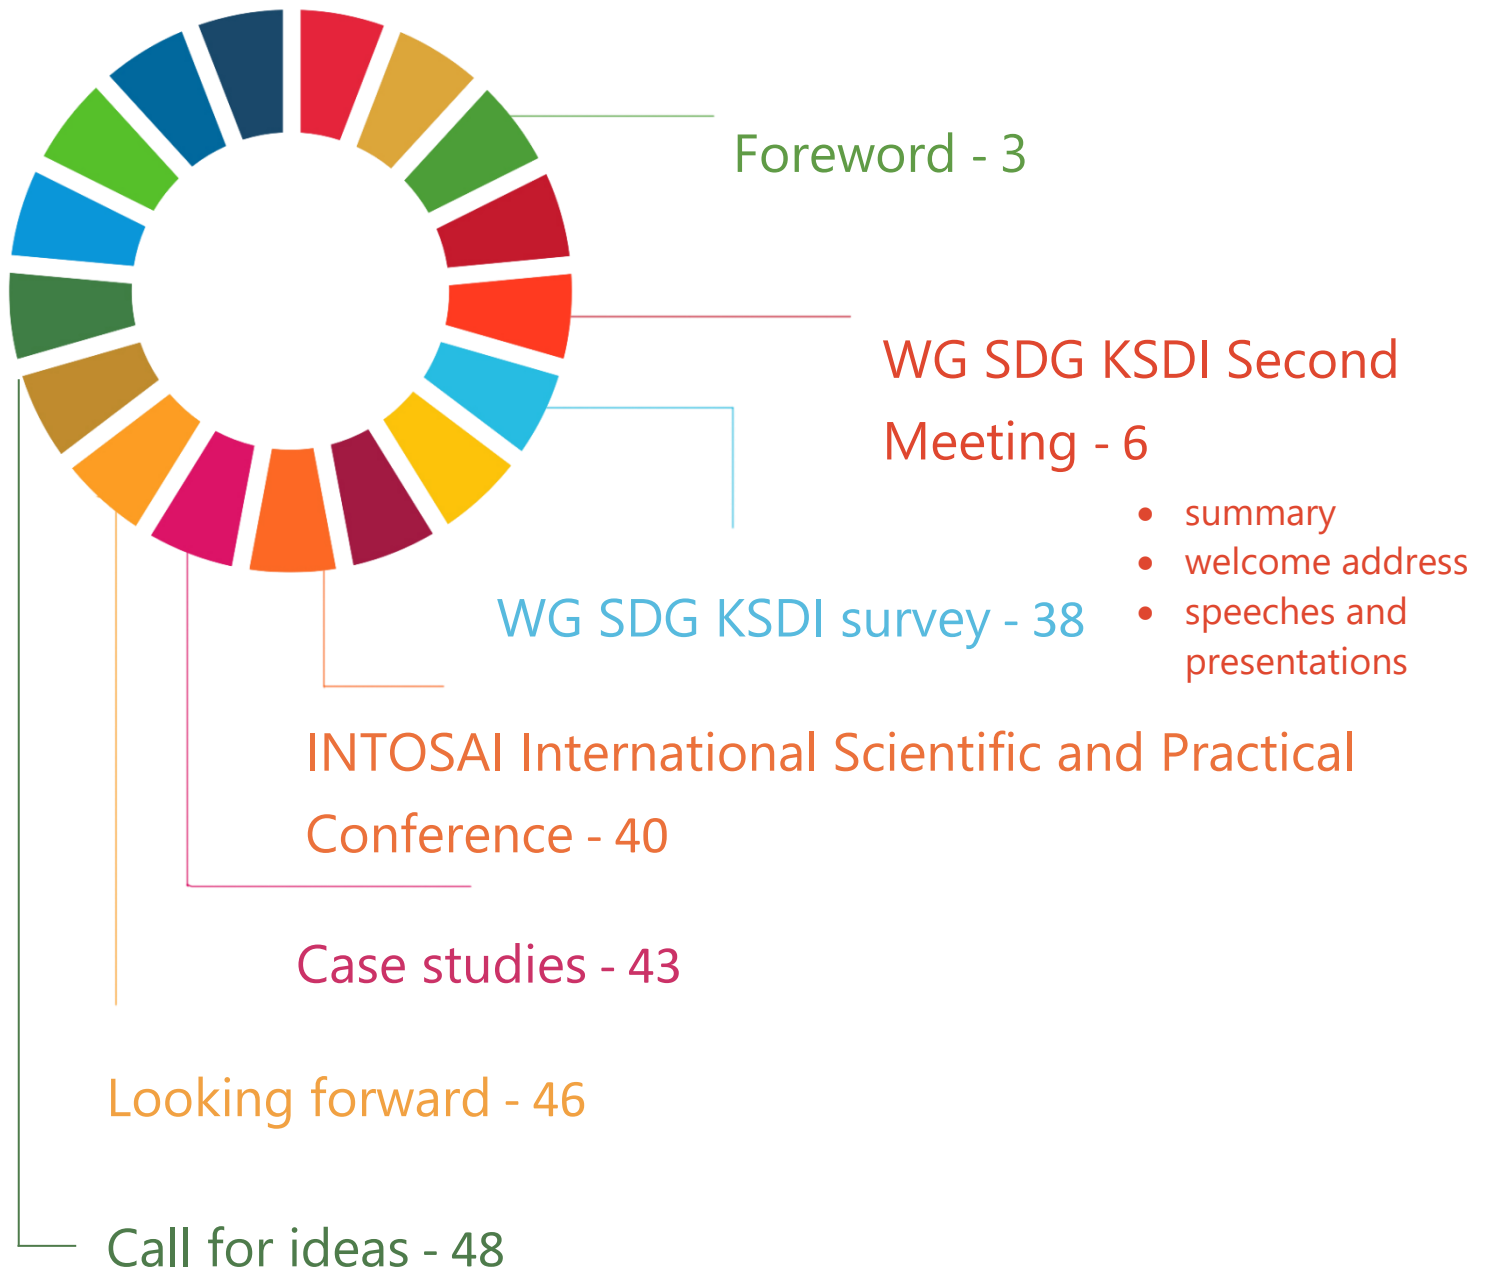 Foreword - 3
WG SDG KSDI Second
Meeting - 6
• summary
• welcome address
• speeches and
presentations
WG SDG KSDI survey - 38
INTOSAI International Scientific and Practical
Conference - 40
Case studies - 43
Looking forward - 46
Call for ideas - 48